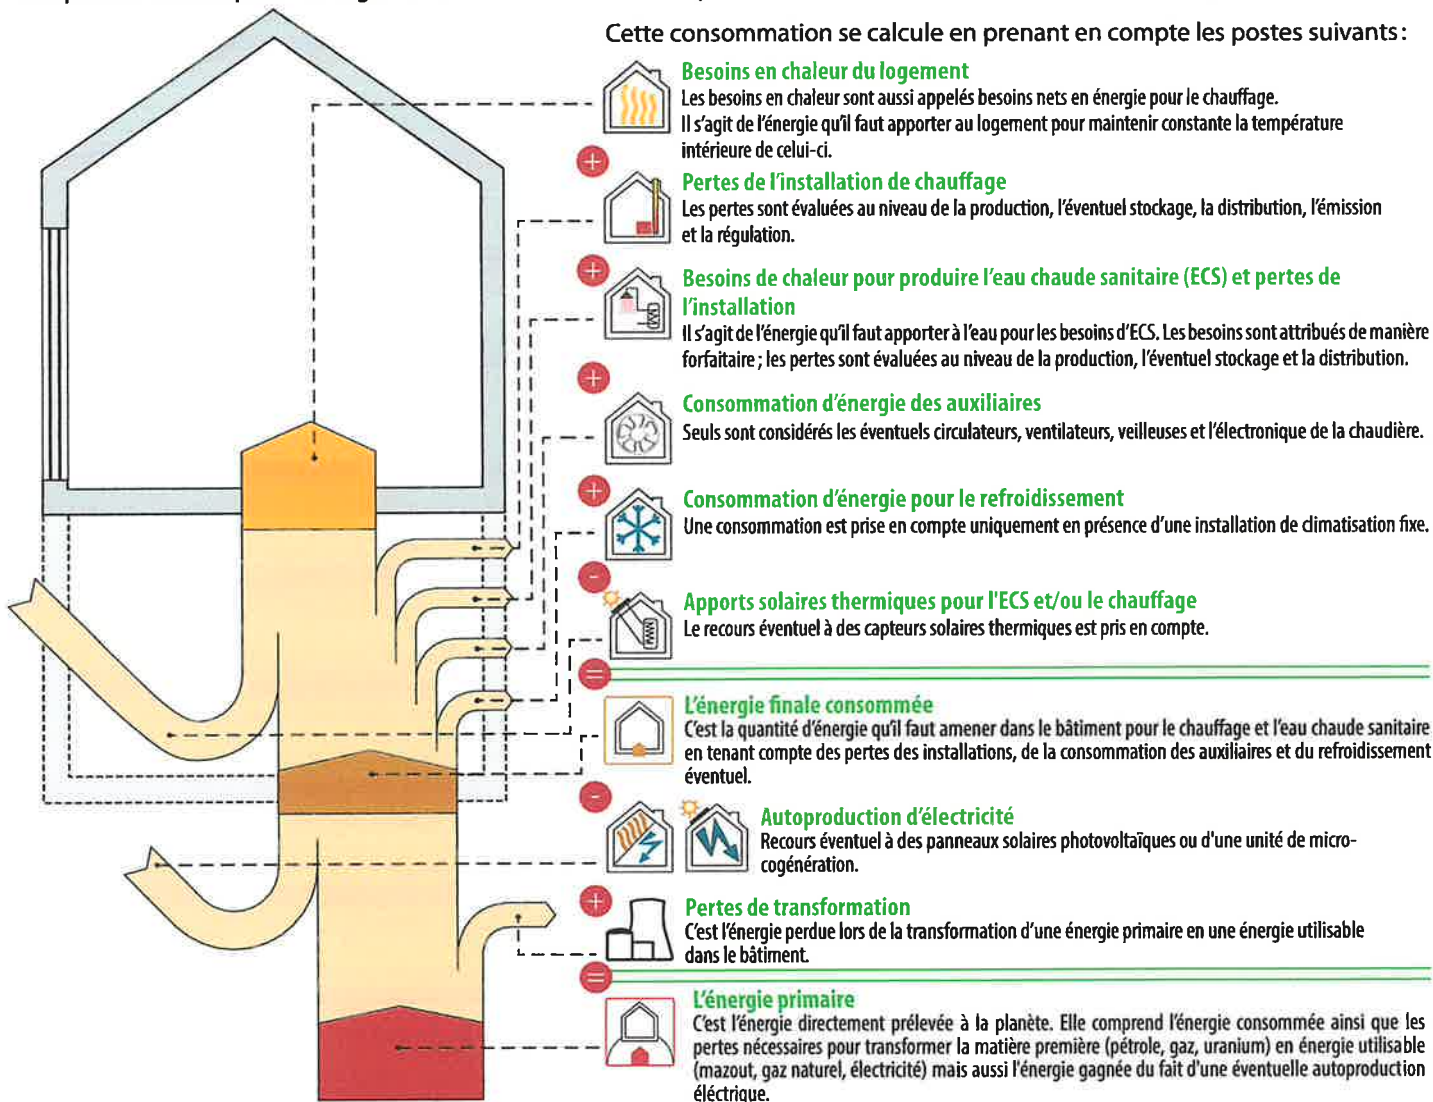 Cette consommation se calcule en prenant en compte les postes suivants :
Besoins en chaleur du logement
Les besoins en chaleur sont aussi appelés besoins nets en énergie pour le chauffage.
Il s'agit de l'énergie qu'il faut apporter au logement pour maintenir constante la température
intérieure de celui-ci.
+
Pertes de l'installation de chauffage
Les pertes sont évaluées au niveau de la production, l'éventuel stockage, la distribution, l'émission
et la régulation.
+
Besoins de chaleur pour produire l'eau chaude sanitaire (ECS) et pertes de
l'installation
Il s'agit de l'énergie qu'il faut apporter à l'eau pour les besoins d'ECS. Les besoins sont attribués de manière
forfaitaire ; les pertes sont évaluées au niveau de la production, l'éventuel stockage et la distribution.
+
Consommation d'énergie des auxiliaires
Seuls sont considérés les éventuels circulateurs, ventilateurs, veilleuses et l'électronique de la chaudière.
+
Consommation d'énergie pour le refroidissement
Une consommation est prise en compte uniquement en présence d'une installation de climatisation fixe.
-
Apports solaires thermiques pour l'ECS et/ou le chauffage
Le recours éventuel à des capteurs solaires thermiques est pris en compte.
=
L'énergie finale consommée
C'est la quantité d'énergie qu'il faut amener dans le bâtiment pour le chauffage et l'eau chaude sanitaire
en tenant compte des pertes des installations, de la consommation des auxiliaires et du refroidissement
éventuel.
-
Autoproduction d'électricité
Recours éventuel à des panneaux solaires photovoltaïques ou d'une unité de micro-
cogénération.
+
Pertes de transformation
C'est l'énergie perdue lors de la transformation d'une énergie primaire en une énergie utilisable
dans le bâtiment.
=
L'énergie primaire
C'est l'énergie directement prélevée à la planète. Elle comprend l'énergie consommée ainsi que les
pertes nécessaires pour transformer la matière première (pétrole, gaz, uranium) en énergie utilisable
(mazout, gaz naturel, électricité) mais aussi l'énergie gagnée du fait d'une éventuelle autoproduction
éléctrique.